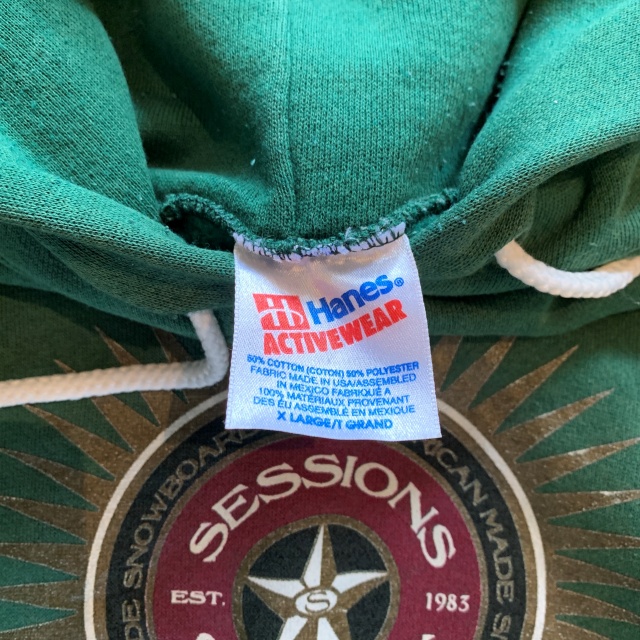 Hanes®
ACTIVEWEAR
50% COTTON (COTON) 50% POLYESTER
FABRIC MADE IN USA/ASSEMBLED
IN MEXICO FABRIQUÉ A
100% MATÉRIAUX PROVENANT
DES ÉU ASSEMBLÉ EN MEXIQUE
X LARGE/T GRAND
SNOWBOARD
MADE
SESSIONS
EST.
1983
S